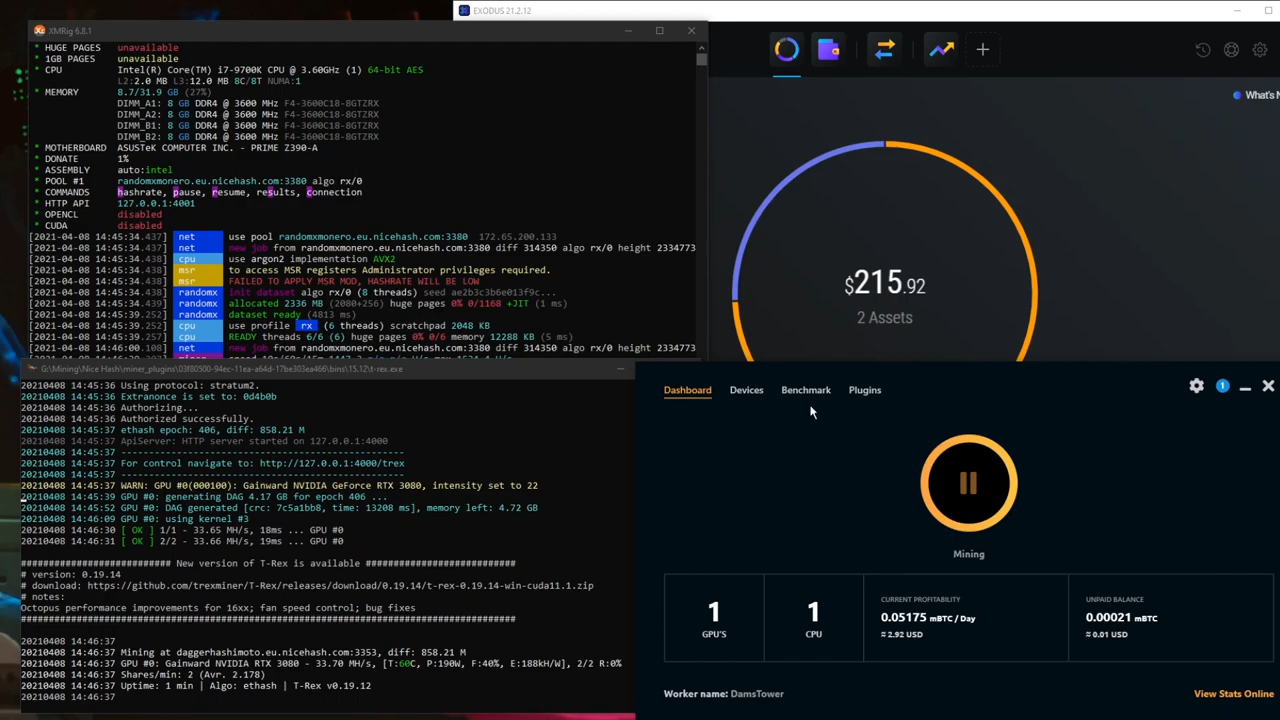 EXODUS 21.2.12
XMRig 6.8.1
* HUGE PAGES unavailable
* 1GB PAGES unavailable
* CPU Intel(R) Core(TM) i7-9700K CPU @ 3.60GHz (1) 64-bit AES
L2:2.0 MB L3:12.0 MB 8C/8T NUMA:1
* MEMORY 8.7/31.9 GB (27%)
DIMM_A1: 8 GB DDR4 @ 3600 MHz F4-3600C18-8GTZRX
DIMM_A2: 8 GB DDR4 @ 3600 MHz F4-3600C18-8GTZRX
DIMM_B1: 8 GB DDR4 @ 3600 MHz F4-3600C18-8GTZRX
DIMM_B2: 8 GB DDR4 @ 3600 MHz F4-3600C18-8GTZRX
* MOTHERBOARD ASUSTeK COMPUTER INC. - PRIME Z390-A
* DONATE 1%
* ASSEMBLY auto:intel
* POOL #1 randomxmonero.eu.nicehash.com:3380 algo rx/0
* COMMANDS hashrate, pause, resume, results, connection
* HTTP API 127.0.0.1:4001
* OPENCL disabled
* CUDA disabled
[2021-04-08 14:45:34.437] net use pool randomxmonero.eu.nicehash.com:3380 172.65.200.133
[2021-04-08 14:45:34.437] net new job from randomxmonero.eu.nicehash.com:3380 diff 314350 algo rx/0 height 2334773
[2021-04-08 14:45:34.437] cpu use argon2 implementation AVX2
[2021-04-08 14:45:34.438] msr to access MSR registers Administrator privileges required.
[2021-04-08 14:45:34.438] msr FAILED TO APPLY MSR MOD, HASHRATE WILL BE LOW
[2021-04-08 14:45:34.438] randomx init dataset algo rx/0 (8 threads) seed ae2b3c3b6e013f9c...
[2021-04-08 14:45:34.439] randomx allocated 2336 MB (2080+256) huge pages 0% 0/1168 +JIT (1 ms)
[2021-04-08 14:45:39.252] randomx dataset ready (4813 ms)
[2021-04-08 14:45:39.252] cpu use profile rx (6 threads) scratchpad 2048 KB
[2021-04-08 14:45:39.257] cpu READY threads 6/6 (6) huge pages 0% 0/6 memory 12288 KB (5 ms)
[2021-04-08 14:46:00.108] net new job from randomxmonero.eu.nicehash.com:3380 diff 314350 algo rx/0 height 2334773
What's N
$215.92
2 Assets
G:\Mining\Nice Hash\miner_plugins\03f80500-94ec-11ea-a64d-17be303ea466\bins\15.12\t-rex.exe
20210408 14:45:36 Using protocol: stratum2.
20210408 14:45:36 Extranonce is set to: 0d4b0b
20210408 14:45:36 Authorizing...
20210408 14:45:36 Authorized successfully.
20210408 14:45:37 ethash epoch: 406, diff: 858.21 M
20210408 14:45:37 ApiServer: HTTP server started on 127.0.0.1:4000
20210408 14:45:37 ------------------------------------------------
20210408 14:45:37 For control navigate to: http://127.0.0.1:4000/trex
20210408 14:45:37 ------------------------------------------------
20210408 14:45:37 WARN: GPU #0(000100): Gainward NVIDIA GeForce RTX 3080, intensity set to 22
20210408 14:45:39 GPU #0: generating DAG 4.17 GB for epoch 406 ...
20210408 14:45:52 GPU #0: DAG generated [crc: 7c5a1bb8, time: 13208 ms], memory left: 4.72 GB
20210408 14:46:09 GPU #0: using kernel #3
20210408 14:46:30 [ OK ] 1/1 - 33.65 MH/s, 18ms ... GPU #0
20210408 14:46:31 [ OK ] 2/2 - 33.66 MH/s, 19ms ... GPU #0
########################## New version of T-Rex is available ##########################
# version: 0.19.14
# download: https://github.com/trexminer/T-Rex/releases/download/0.19.14/t-rex-0.19.14-win-cuda11.1.zip
# notes:
Octopus performance improvements for 16xx; fan speed control; bug fixes
#######################################################################################
20210408 14:46:37
20210408 14:46:37 Mining at daggerhashimoto.eu.nicehash.com:3353, diff: 858.21 M
20210408 14:46:37 GPU #0: Gainward NVIDIA RTX 3080 - 33.70 MH/s, [T:60C, P:190W, F:40%, E:188kH/W], 2/2 R:0%
20210408 14:46:37 Shares/min: 2 (Avr. 2.178)
20210408 14:46:37 Uptime: 1 min | Algo: ethash | T-Rex v0.19.12
20210408 14:46:37
Dashboard Devices Benchmark Plugins
1
Mining
1 GPU'S
1 CPU
CURRENT PROFITABILITY
0.05175 mBTC / Day
≈ 2.92 USD
UNPAID BALANCE
0.00021 mBTC
≈ 0.01 USD
Worker name: DamsTower
View Stats Online